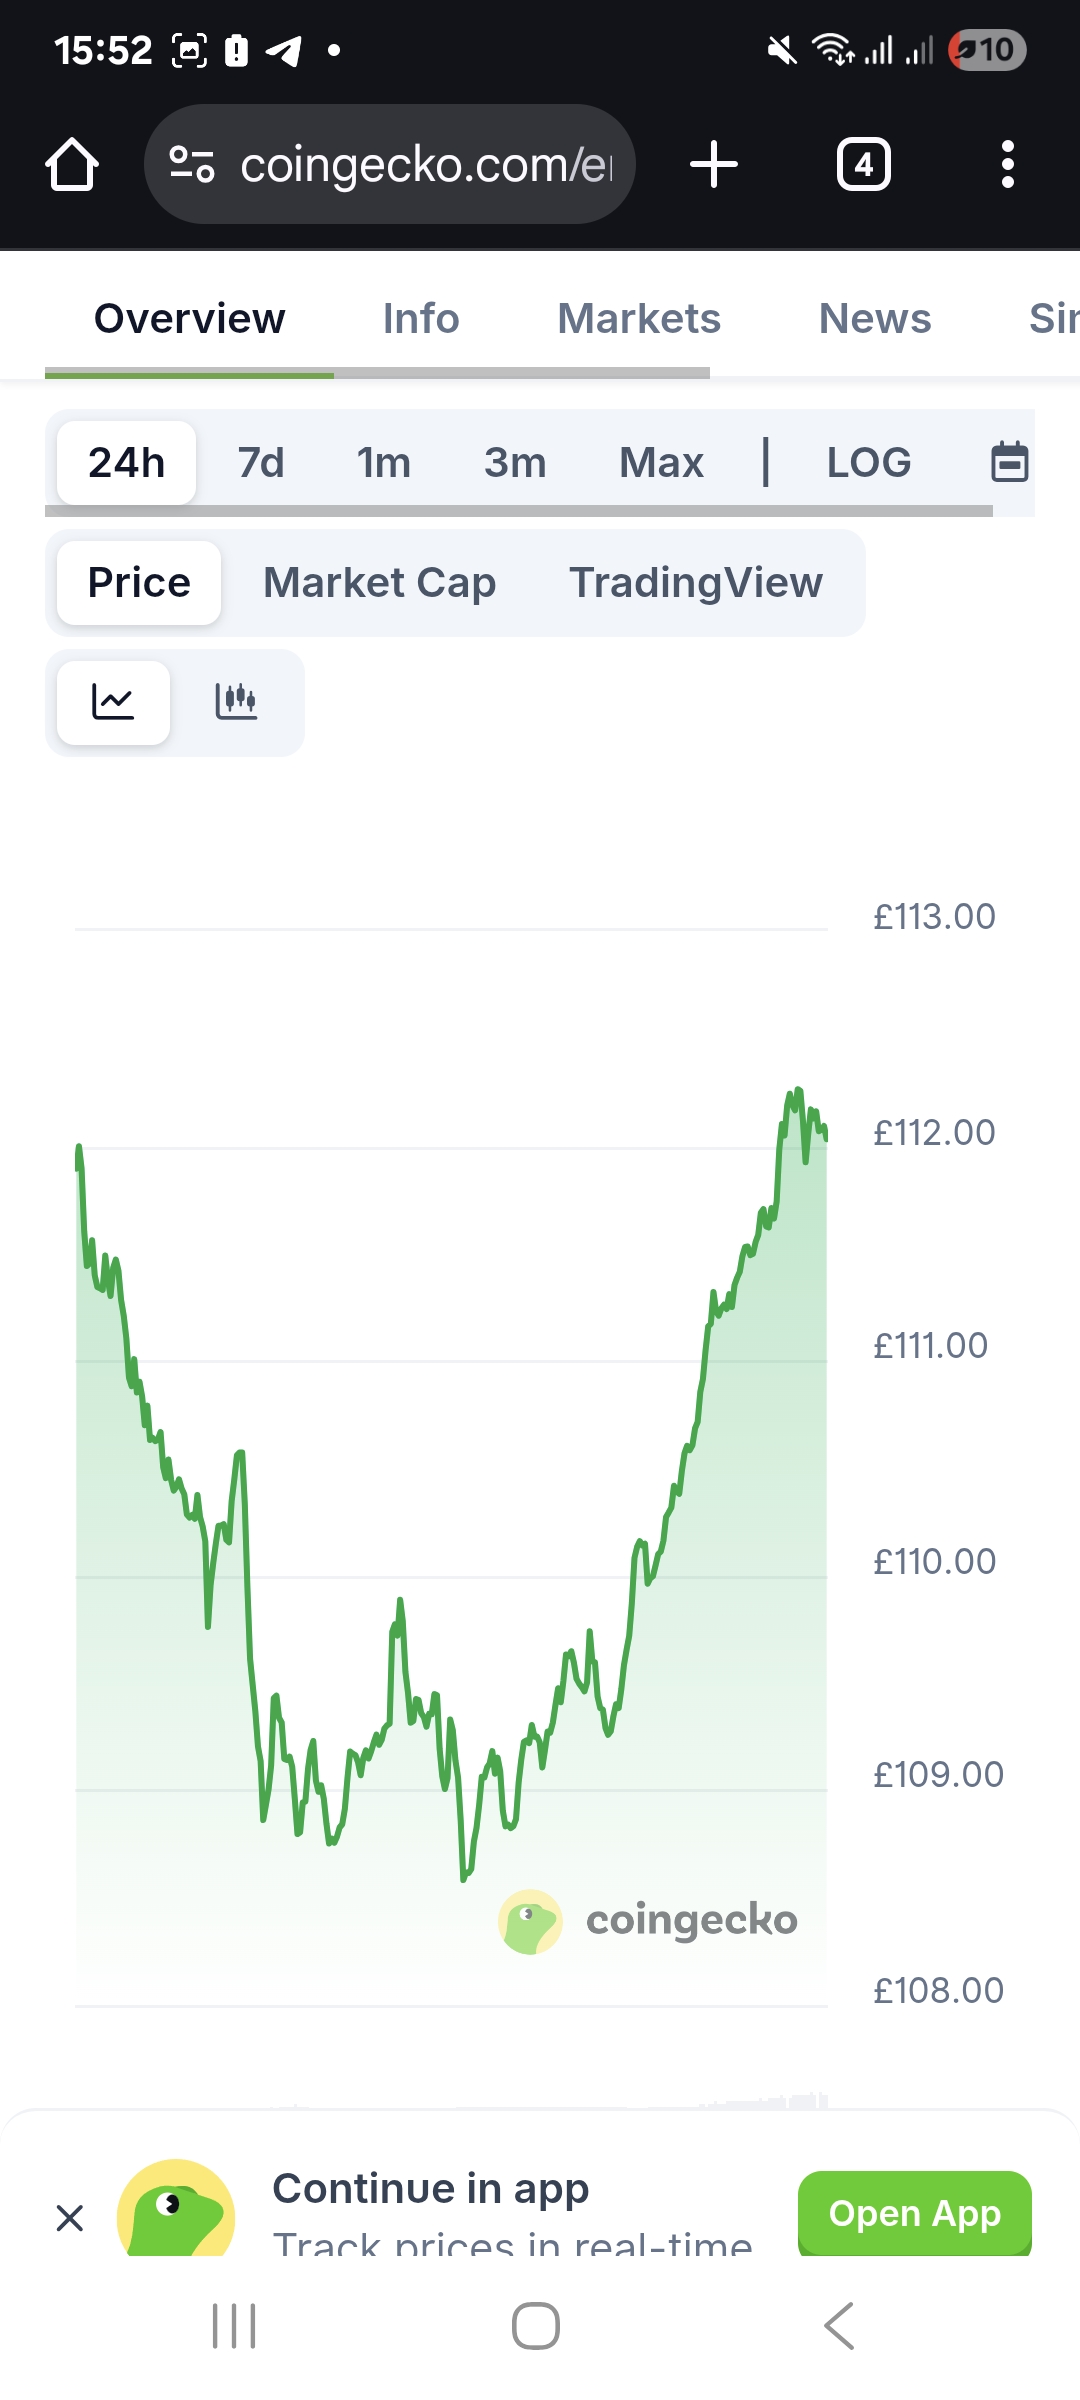 15:52
10
coingecko.com/e
4
Overview Info Markets News
24h 7d 1m 3m Max | LOG
Price Market Cap TradingView
£113.00
£112.00
£111.00
£110.00
£109.00
coingecko
£108.00
Continue in app
Track prices in real-time
Open App